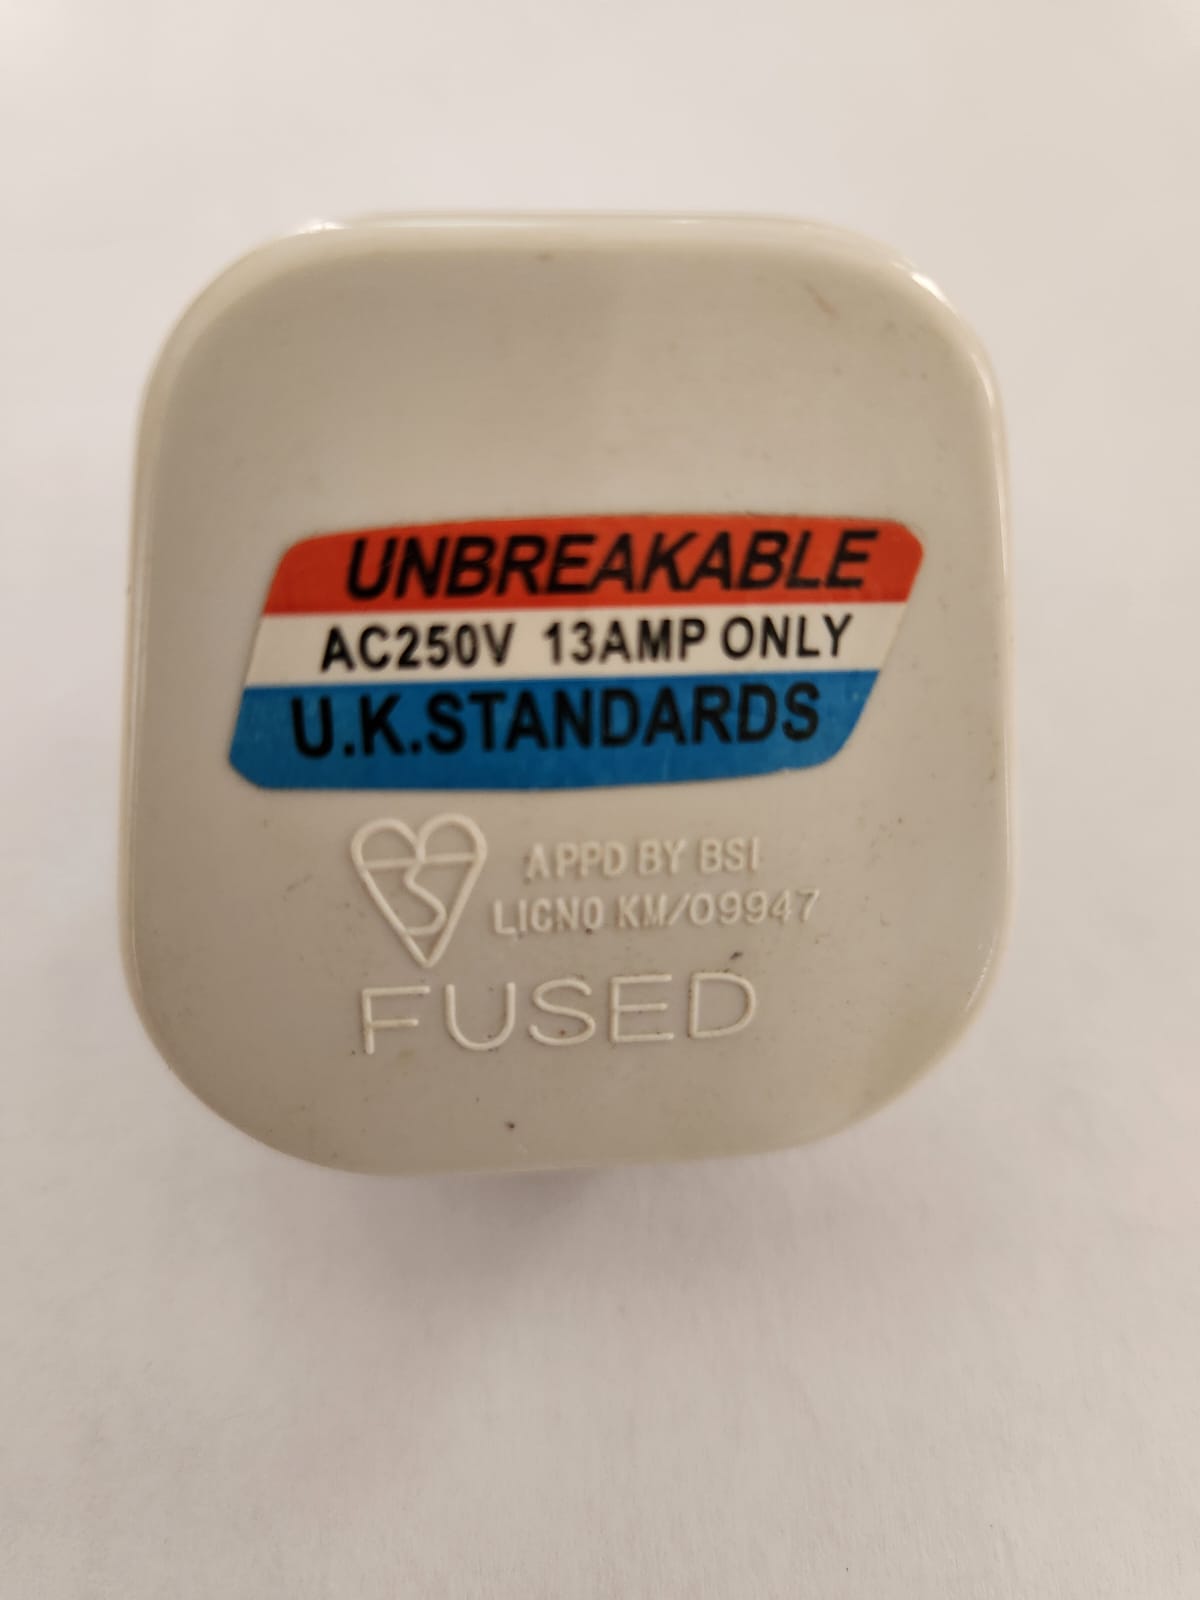 UNBREAKABLE
AC250V 13AMP ONLY
U.K.STANDARDS
APPD BY BSI
LICNO KM/09947
FUSED